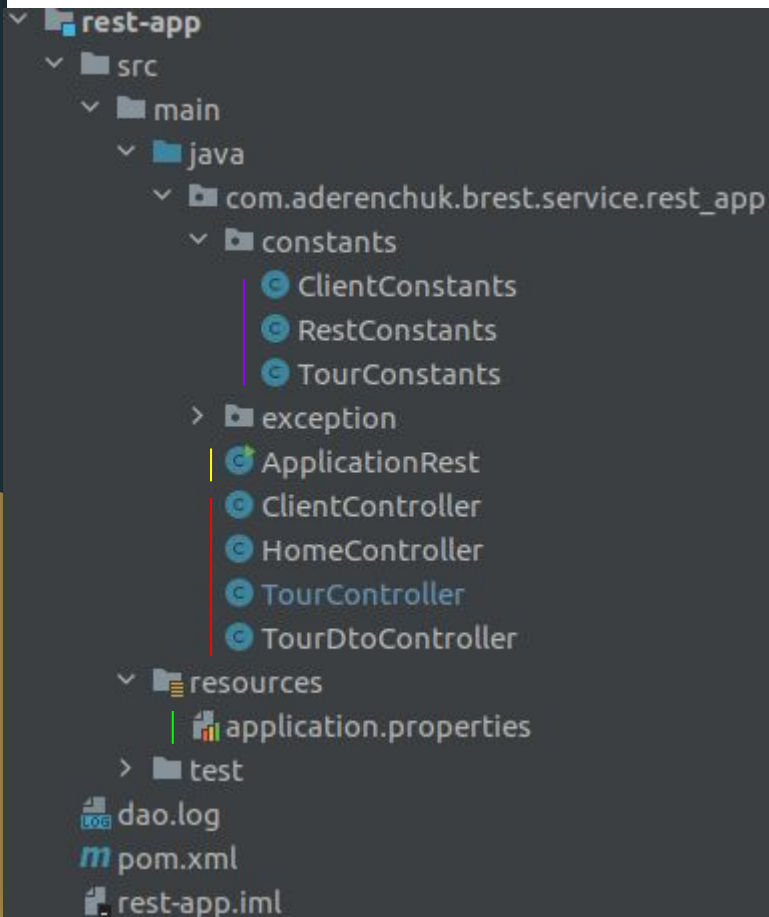 rest-app
src
main
java
com.aderenchuk.brest.service.rest_app
constants
C ClientConstants
C RestConstants
C TourConstants
exception
C ApplicationRest
C ClientController
C HomeController
C TourController
C TourDtoController
resources
application.properties
test
LOG dao.log
m pom.xml
rest-app.iml